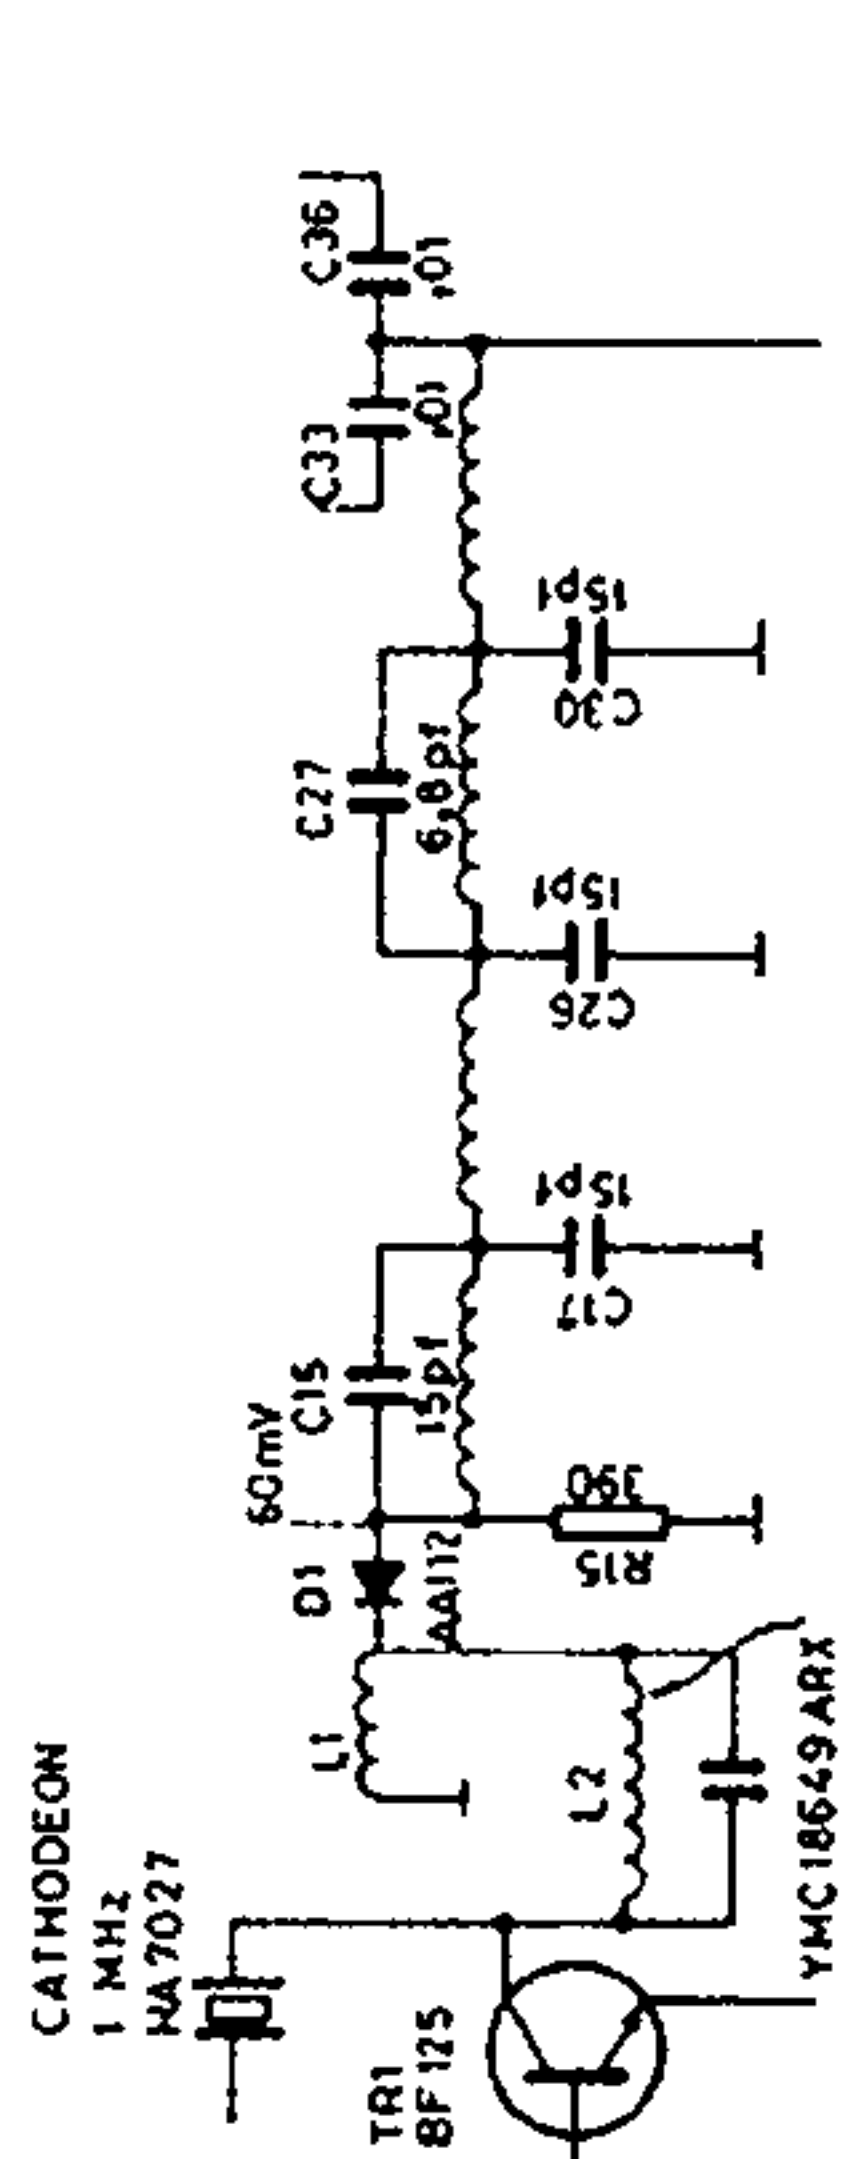 C36
,01
C33
,01
15pf
C30
C27
6,8pf
15pf
C26
15pf
C17
60mV
C15
15pf
390
R15
D1
AA112
L1
L2
CATHODEON
1 MHz
YMC18649 ARX
TR1
BF125